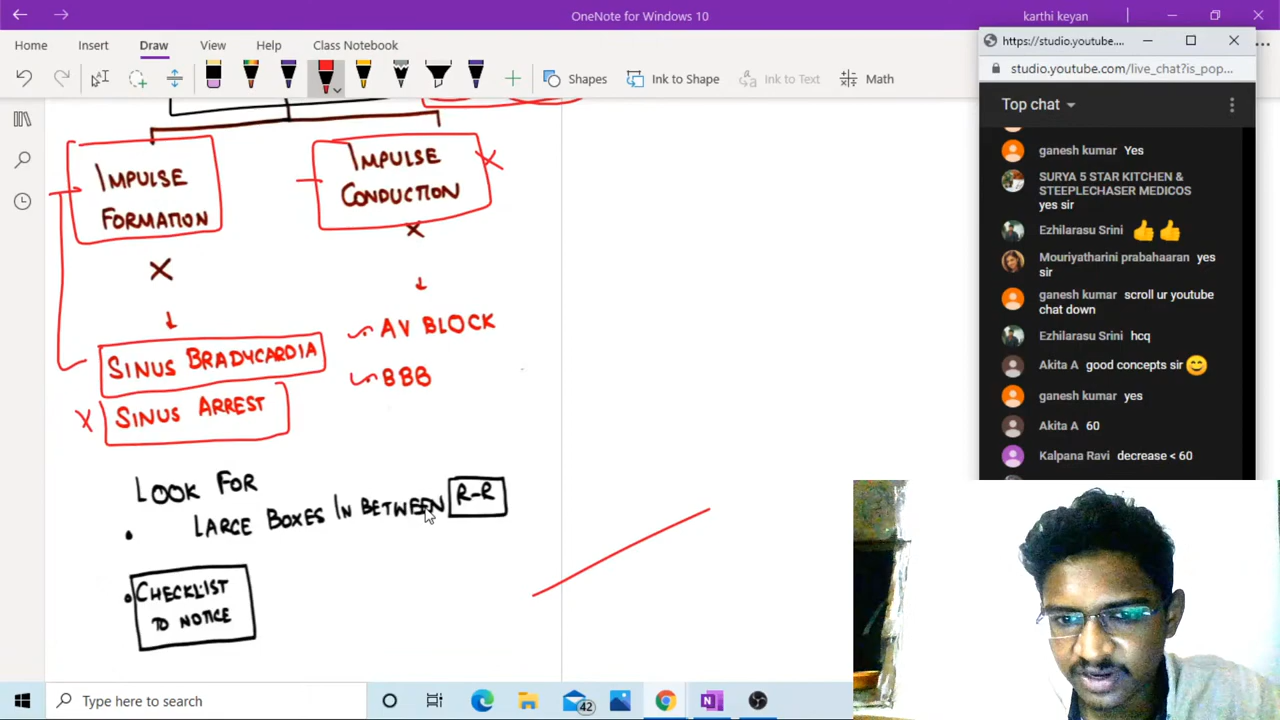 OneNote for Windows 10
karthi keyan
Home
Insert
Draw
View
Help
Class Notebook
Shapes
Ink to Shape
Ink to Text
Math
IMPULSE
FORMATION
X
SINUS BRADYCARDIA
X SINUS ARREST
IMPULSE
CONDUCTION
X
X
AV BLOCK
BBB
LOOK FOR
• LARGE BOXES IN BETWEEN R-R
• CHECKLIST
TO NOTICE
https://studio.youtube....
studio.youtube.com/live_chat?is_pop...
Top chat
ganesh kumar Yes
SURYA 5 STAR KITCHEN &
STEEPLECHASER MEDICOS
yes sir
Ezhilarasu Srini 👍👍
Mouriyatharini prabahaaran yes
sir
ganesh kumar scroll ur youtube
chat down
Ezhilarasu Srini hcq
Akita A good concepts sir 😊
ganesh kumar yes
Akita A 60
Kalpana Ravi decrease < 60
Type here to search
42